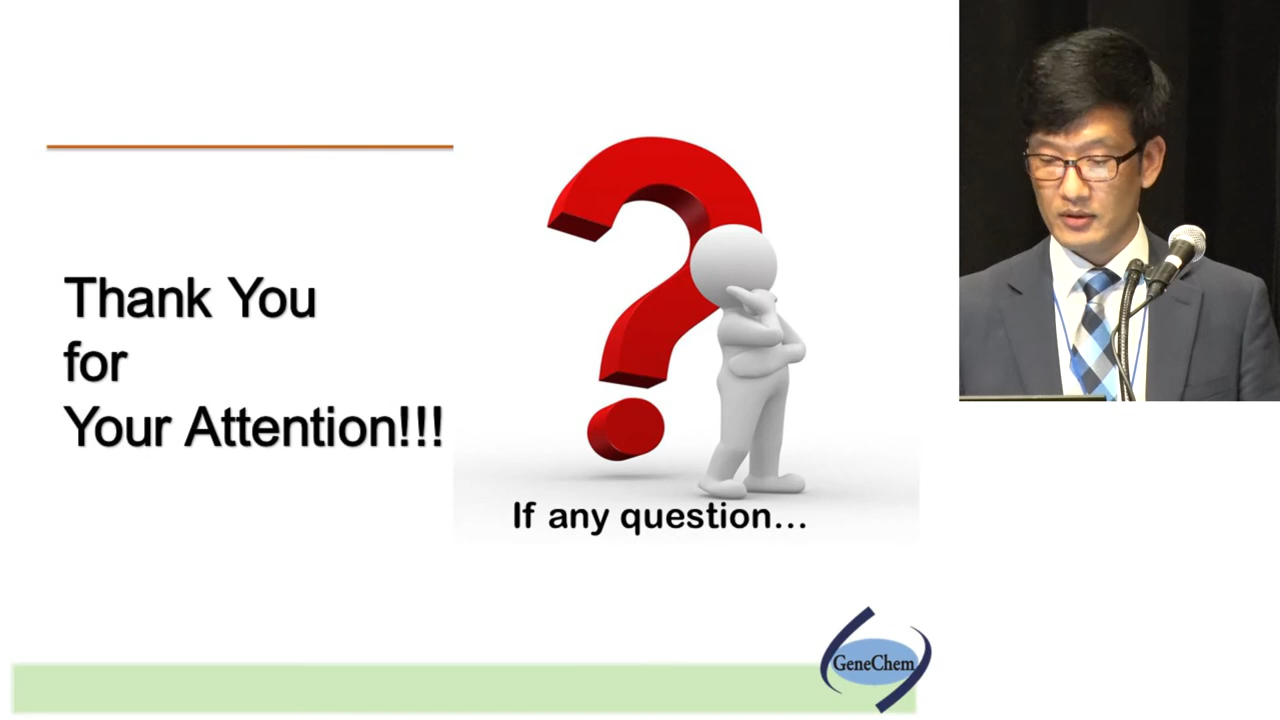 Thank You
for
Your Attention!!!
If any question...
GeneChem